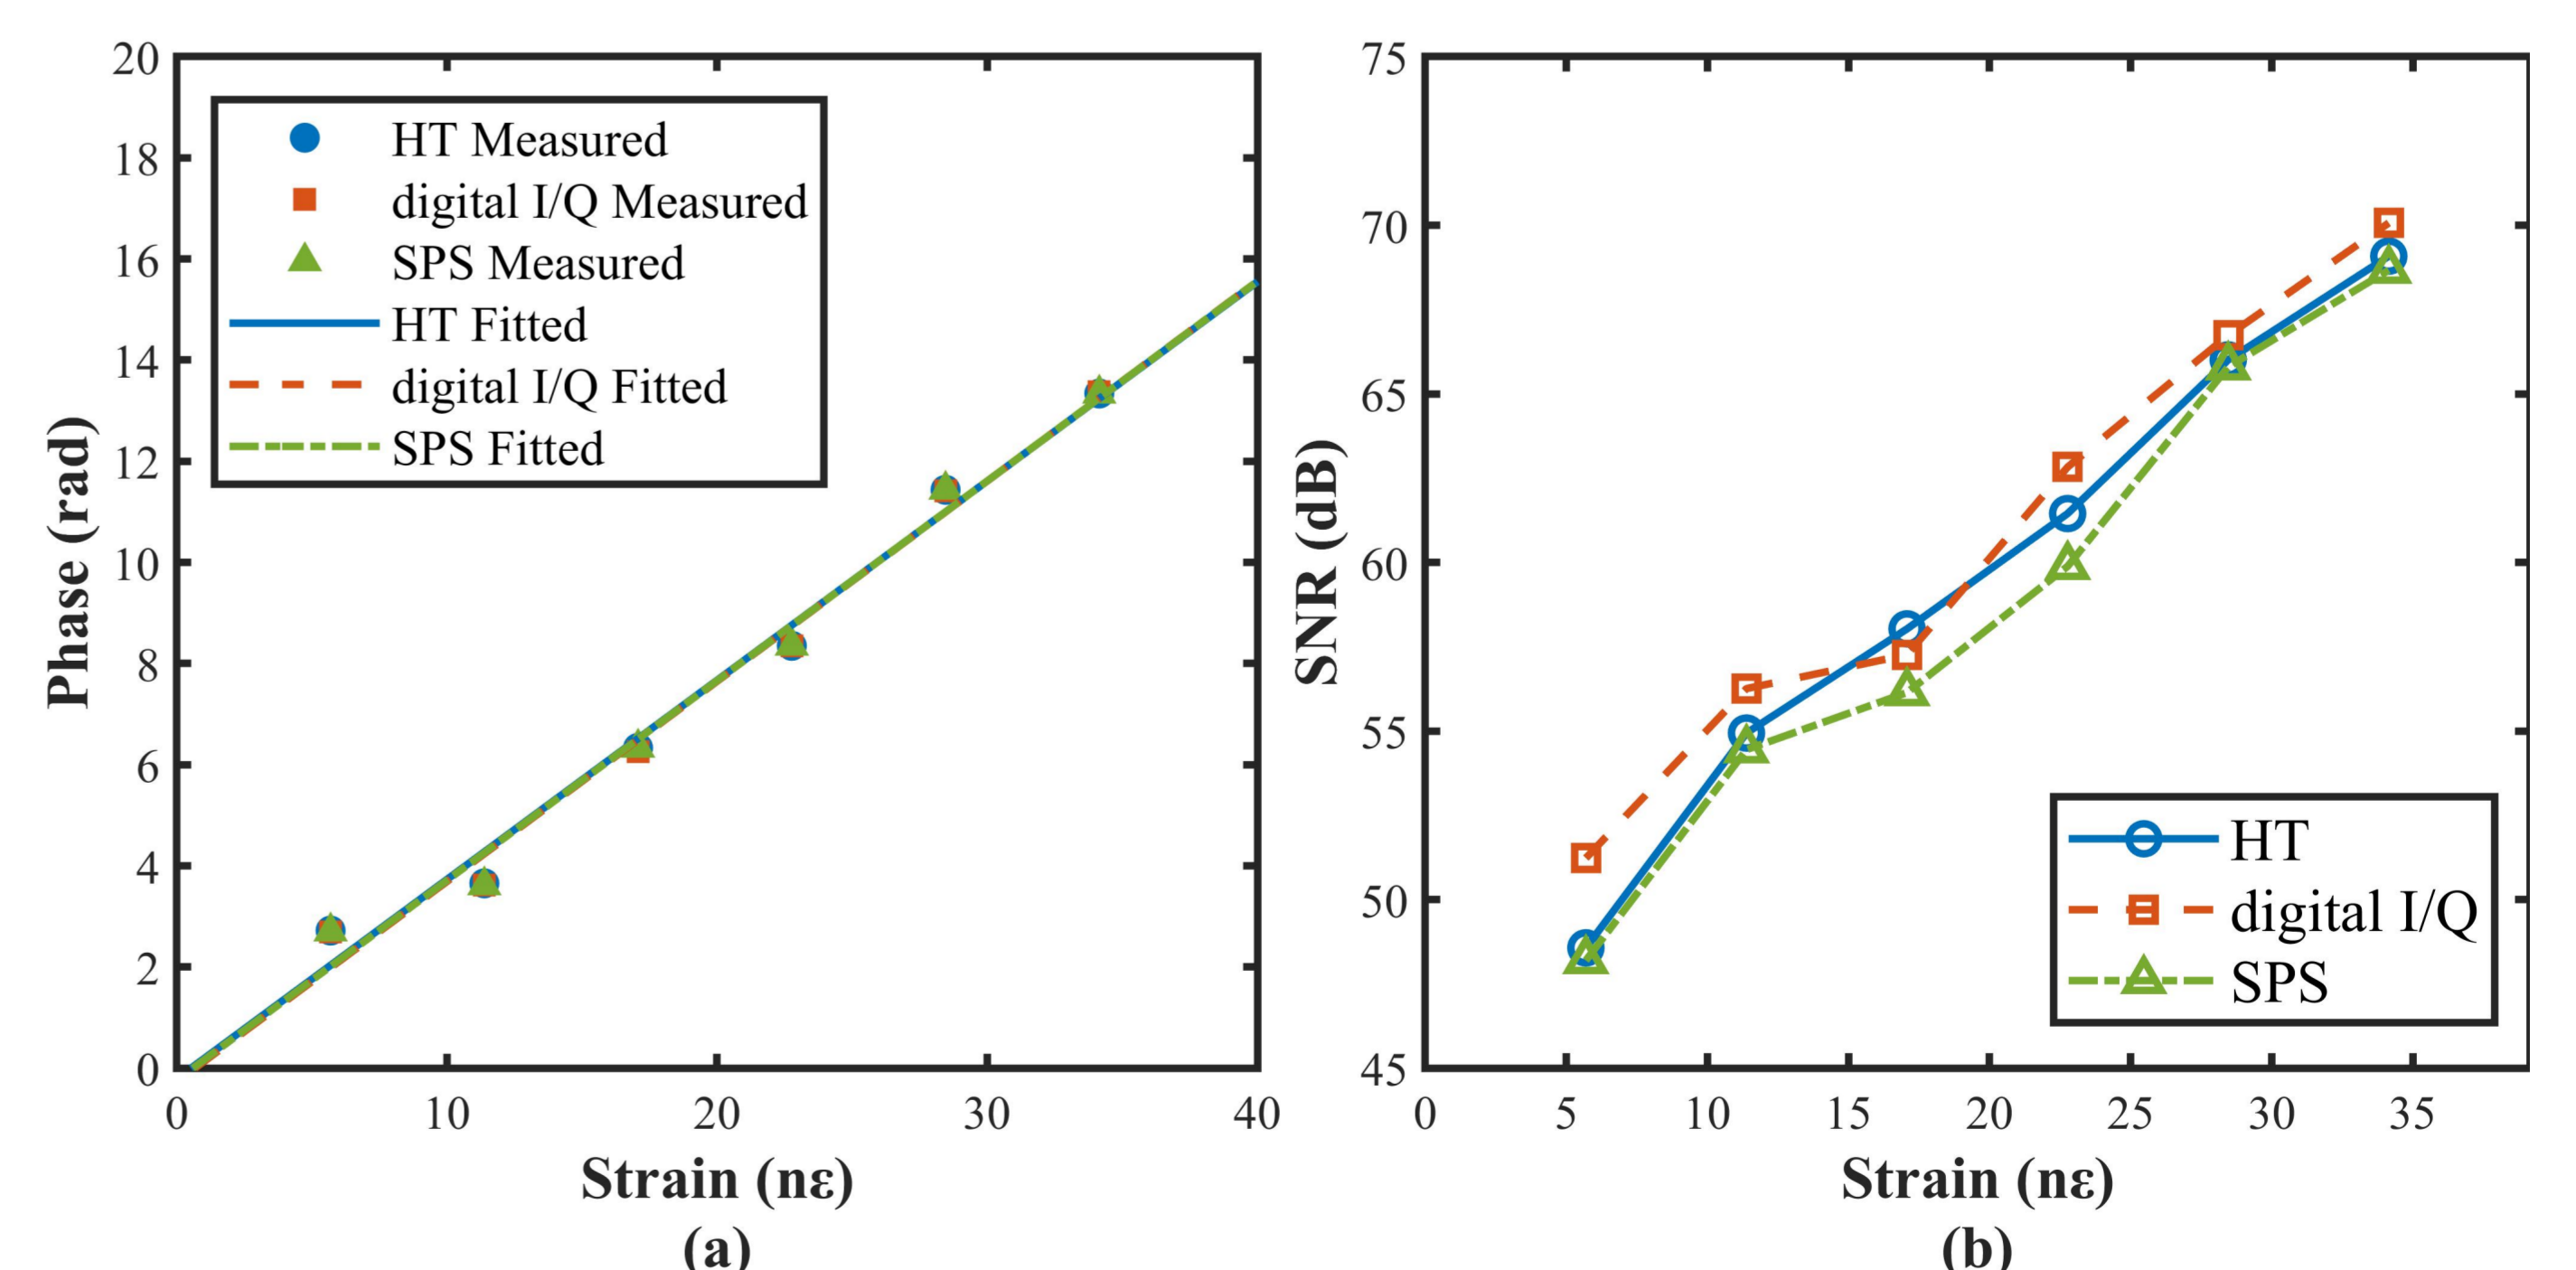 20
18
16
14
12
10
8
6
4
2
0
Phase (rad)
HT Measured
digital I/Q Measured
SPS Measured
HT Fitted
digital I/Q Fitted
SPS Fitted
0 10 20 30 40
Strain (nε)
(a)
75
70
65
60
55
50
45
SNR (dB)
HT
digital I/Q
SPS
0 5 10 15 20 25 30 35
Strain (nε)
(b)